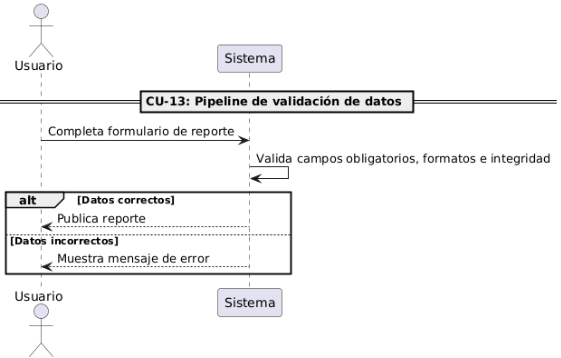 Usuario
Sistema
CU-13: Pipeline de validación de datos
Completa formulario de reporte
Valida campos obligatorios, formatos e integridad
alt [Datos correctos]
Publica reporte
[Datos incorrectos]
Muestra mensaje de error
Usuario
Sistema